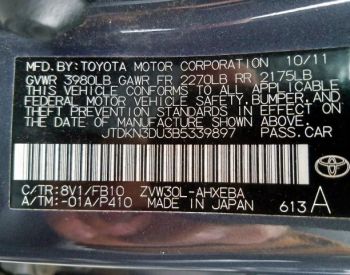 MFD. BY: TOYOTA MOTOR CORPORATION 10/11
GVWR 3980LB GAWR FR 2270LB RR 2175LB
THIS VEHICLE CONFORMS TO ALL APPLICABLE
FEDERAL MOTOR VEHICLE SAFETY, BUMPER, AND
THEFT PREVENTION STANDARDS IN EFFECT ON
THE DATE OF MANUFACTURE SHOWN ABOVE.
JTDKN3DU3B5339897 PASS. CAR
C/TR: 8V1/FB10 ZVW30L-AHXEBA
A/TM: -01A/P410 MADE IN JAPAN 613 A
TOYOTA